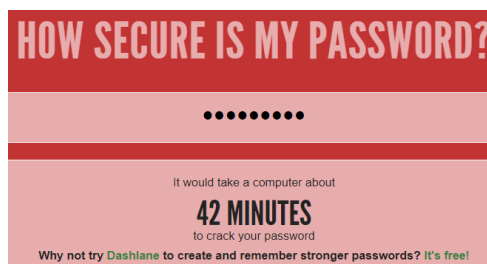 HOW SECURE IS MY PASSWORD?
•••••••••
It would take a computer about
42 MINUTES
to crack your password
Why not try Dashlane to create and remember stronger passwords? It's free!